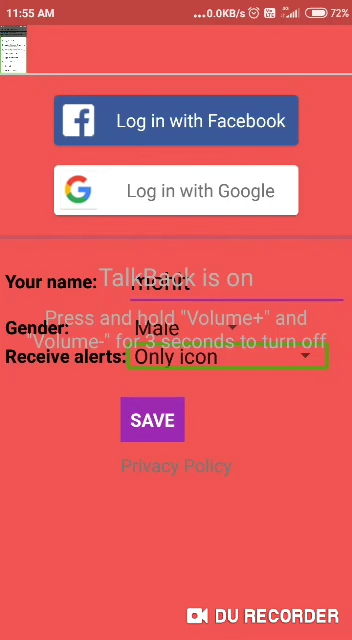 11:55 AM ...0.0KB/s 4G 72%
Log in with Facebook
Log in with Google
TalkBack is on
Your name: mohit
Press and hold "Volume+" and
Gender: Male
"Volume-" for 3 seconds to turn off
Receive alerts: Only icon
SAVE
Privacy Policy
DU RECORDER